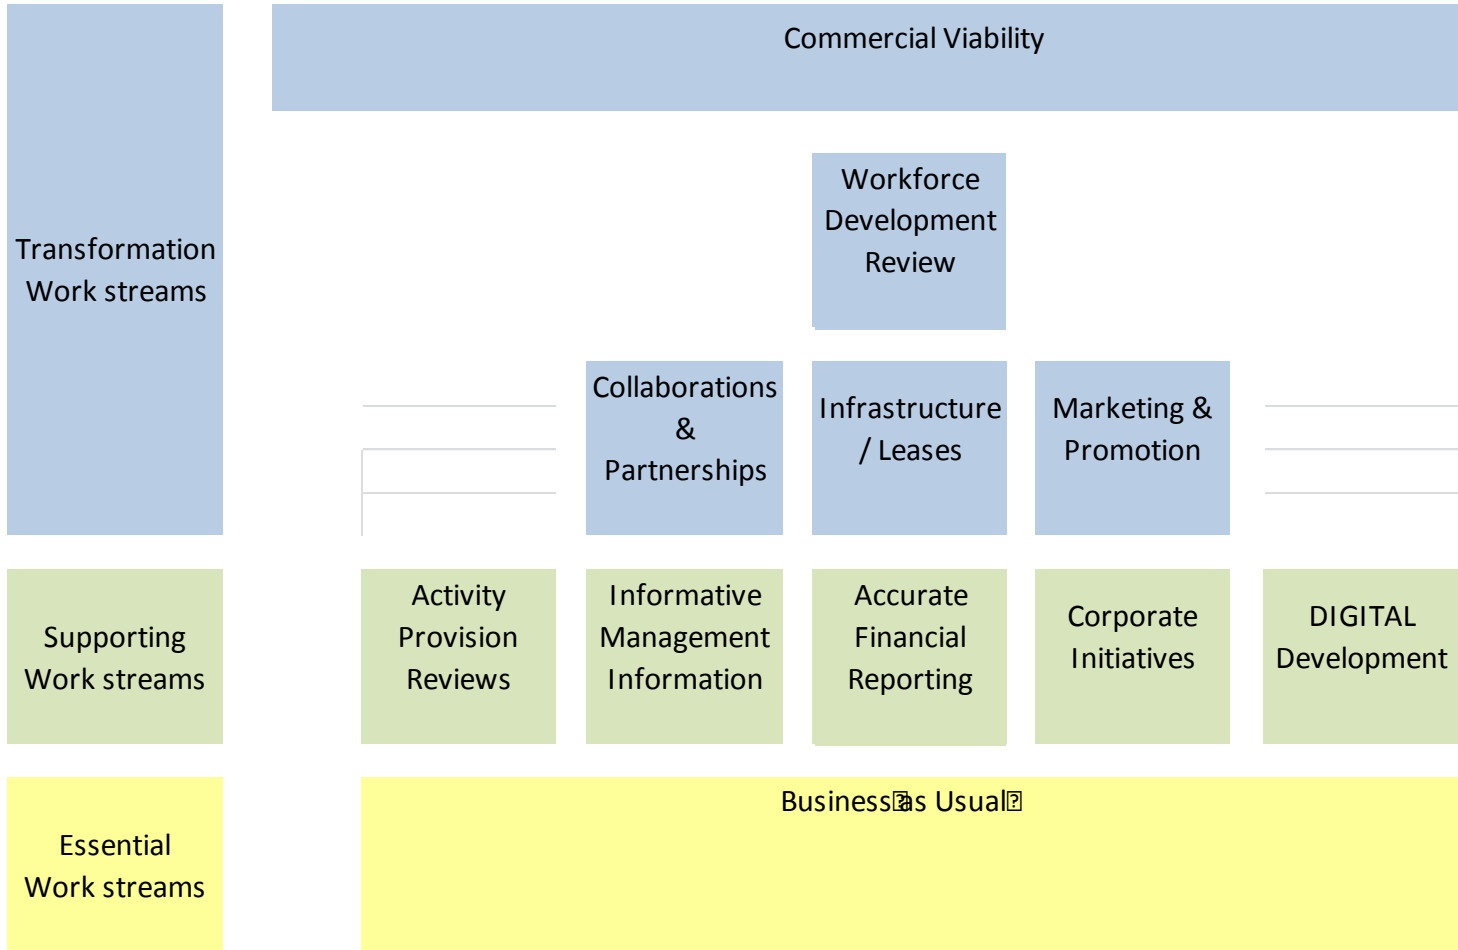 Commercial Viability
Transformation
Work streams
Workforce
Development
Review
Collaborations
&
Partnerships
Infrastructure
/ Leases
Marketing &
Promotion
Supporting
Work streams
Activity
Provision
Reviews
Informative
Management
Information
Accurate
Financial
Reporting
Corporate
Initiatives
DIGITAL
Development
Essential
Work streams
Business as Usual